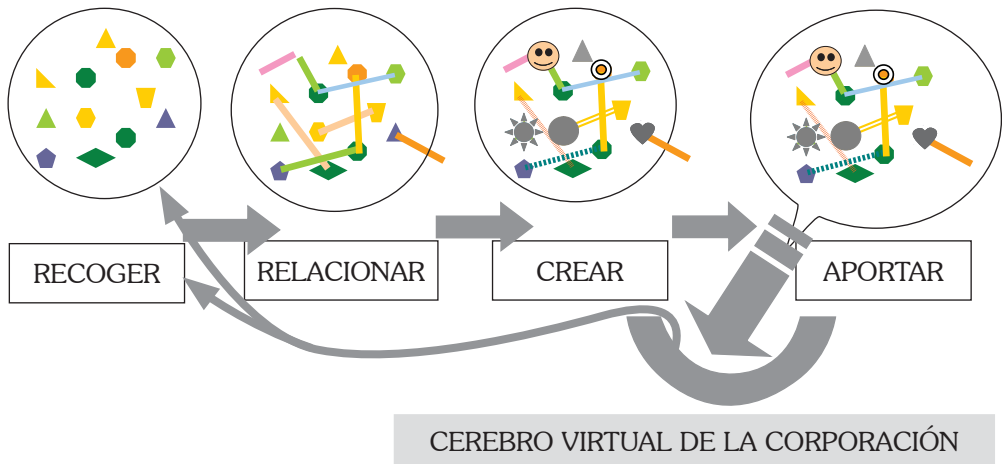 RECOGER
RELACIONAR
CREAR
APORTAR
CEREBRO VIRTUAL DE LA CORPORACIÓN